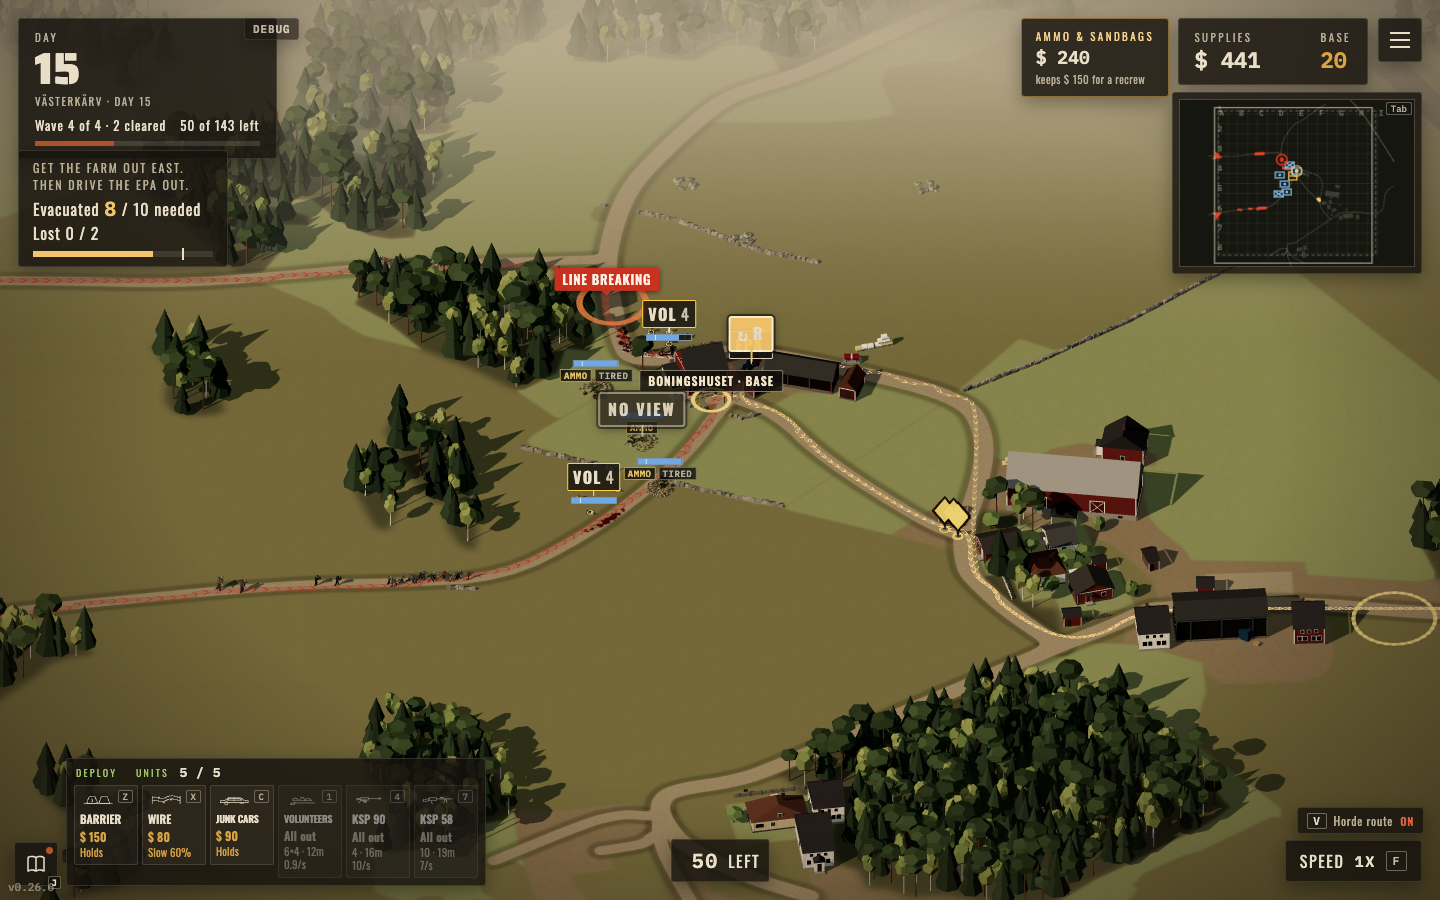 DEBUG
DAY
15
VÄSTERKÄRV · DAY 15
Wave 4 of 4 · 2 cleared 50 of 143 left
GET THE FARM OUT EAST.
THEN DRIVE THE EPA OUT.
Evacuated 8 / 10 needed
Lost 0 / 2
AMMO & SANDBAGS
$ 240
keeps $ 150 for a recrew
SUPPLIES BASE
$ 441 20
Tab
LINE BREAKING
VOL 4
AMMO TIRED
BONINGSHUSET · BASE
NO VIEW
AMMO
VOL 4
AMMO TIRED
DEPLOY UNITS 5 / 5
Z X C 1 4 7
BARRIER WIRE JUNK CARS VOLUNTEERS KSP 90 KSP 58
$ 150 $ 80 $ 90 All out All out All out
Holds Slow 60% Holds 6×4 · 12m 4 · 16m 10 · 19m
0.9/s 10/s 7/s
50 LEFT
V Horde route ON
SPEED 1X F
J
v0.26.